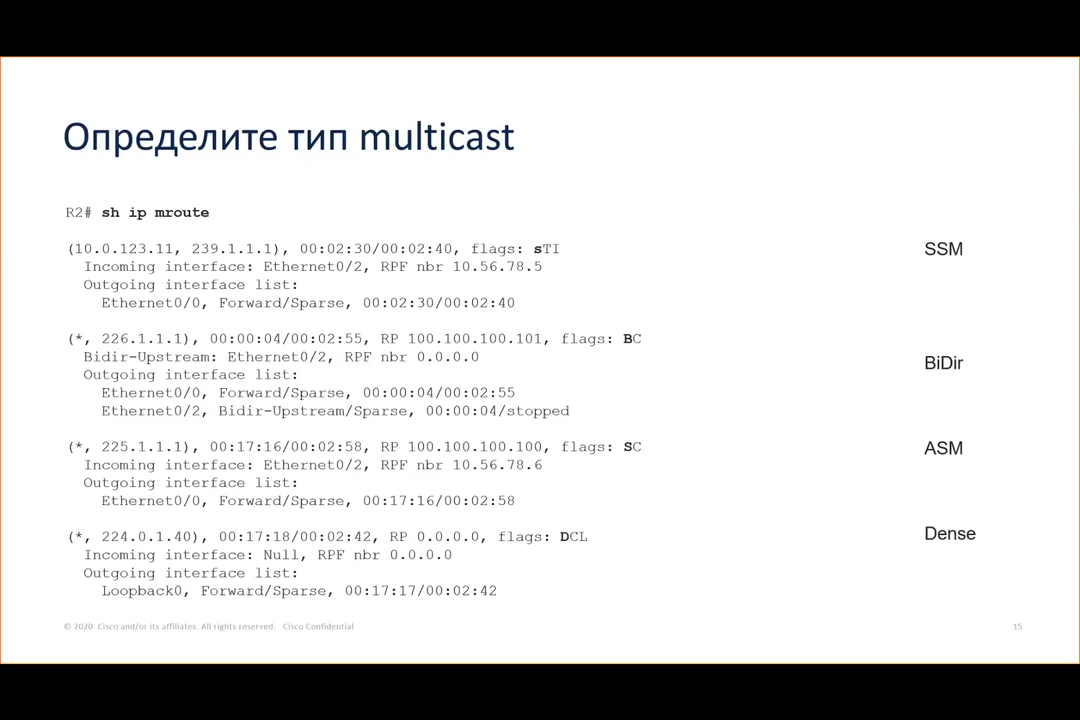 Определите тип multicast
R2# sh ip mroute
(10.0.123.11, 239.1.1.1), 00:02:30/00:02:40, flags: sTI
Incoming interface: Ethernet0/2, RPF nbr 10.56.78.5
Outgoing interface list:
Ethernet0/0, Forward/Sparse, 00:02:30/00:02:40
SSM
(*, 226.1.1.1), 00:00:04/00:02:55, RP 100.100.100.101, flags: BC
Bidir-Upstream: Ethernet0/2, RPF nbr 0.0.0.0
Outgoing interface list:
Ethernet0/0, Forward/Sparse, 00:00:04/00:02:55
Ethernet0/2, Bidir-Upstream/Sparse, 00:00:04/stopped
BiDir
(*, 225.1.1.1), 00:17:16/00:02:58, RP 100.100.100.100, flags: SC
Incoming interface: Ethernet0/2, RPF nbr 10.56.78.6
Outgoing interface list:
Ethernet0/0, Forward/Sparse, 00:17:16/00:02:58
ASM
(*, 224.0.1.40), 00:17:18/00:02:42, RP 0.0.0.0, flags: DCL
Incoming interface: Null, RPF nbr 0.0.0.0
Outgoing interface list:
Loopback0, Forward/Sparse, 00:17:17/00:02:42
Dense
© 2020 Cisco and/or its affiliates. All rights reserved. Cisco Confidential
15